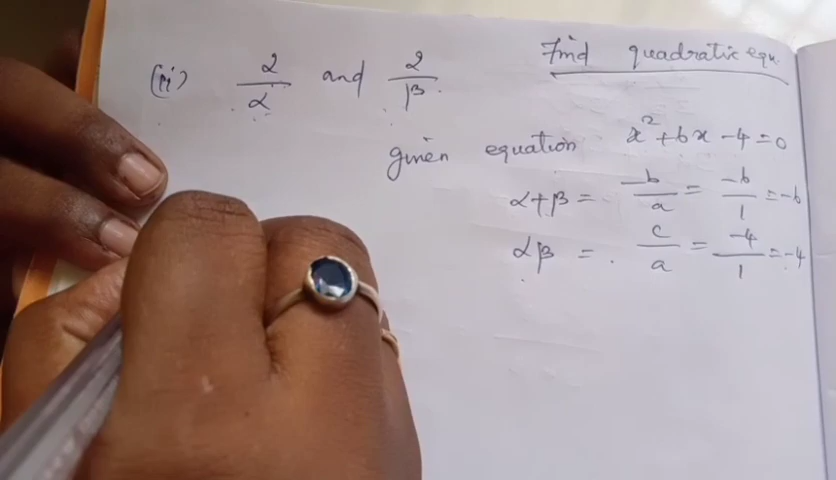 Find quadratic equ.
(ii) 2/α and 2/β
given equation x² + 6x - 4 = 0
α+β = -b/a = -6/1 = -6
αβ = c/a = -4/1 = -4